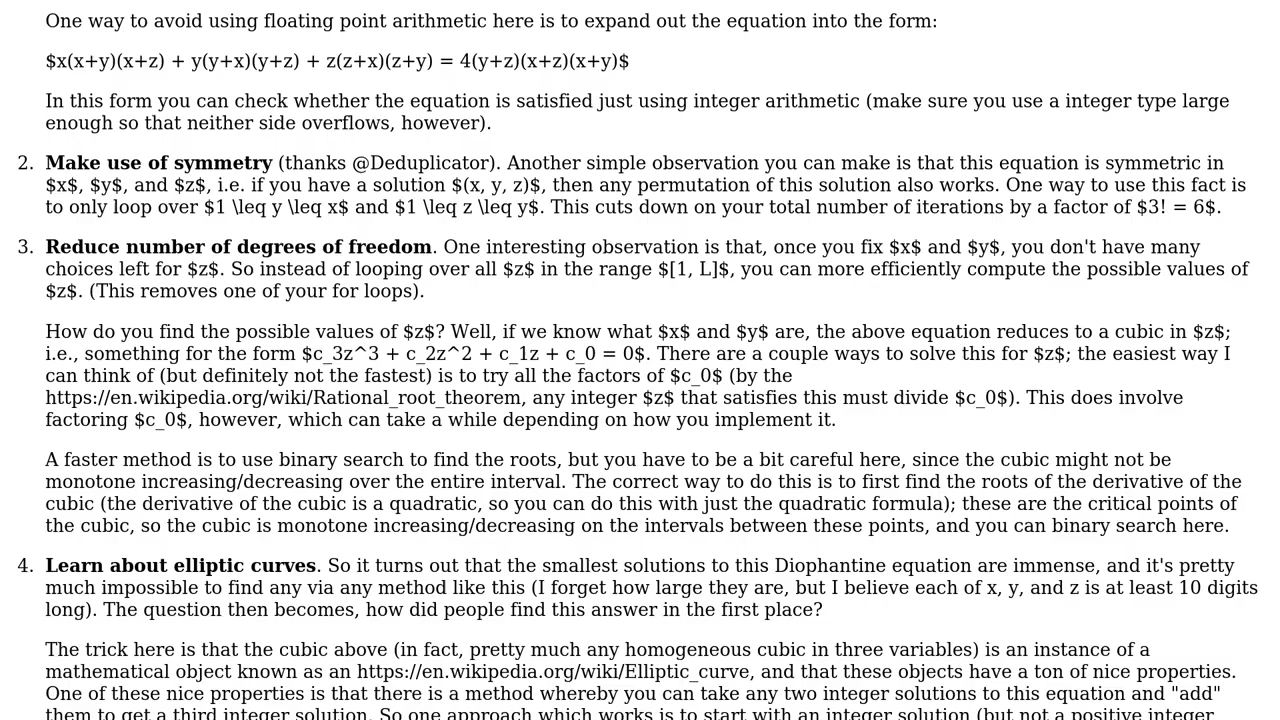 One way to avoid using floating point arithmetic here is to expand out the equation into the form:
$x(x+y)(x+z) + y(y+x)(y+z) + z(z+x)(z+y) = 4(y+z)(x+z)(x+y)$
In this form you can check whether the equation is satisfied just using integer arithmetic (make sure you use a integer type large
enough so that neither side overflows, however).
2. Make use of symmetry (thanks @Deduplicator). Another simple observation you can make is that this equation is symmetric in
$x$, $y$, and $z$, i.e. if you have a solution $(x, y, z)$, then any permutation of this solution also works. One way to use this fact is
to only loop over $1 \leq y \leq x$ and $1 \leq z \leq y$. This cuts down on your total number of iterations by a factor of $3! = 6$.
3. Reduce number of degrees of freedom. One interesting observation is that, once you fix $x$ and $y$, you don't have many
choices left for $z$. So instead of looping over all $z$ in the range $[1, L]$, you can more efficiently compute the possible values of
$z$. (This removes one of your for loops).
How do you find the possible values of $z$? Well, if we know what $x$ and $y$ are, the above equation reduces to a cubic in $z$;
i.e., something for the form $c_3z^3 + c_2z^2 + c_1z + c_0 = 0$. There are a couple ways to solve this for $z$; the easiest way I
can think of (but definitely not the fastest) is to try all the factors of $c_0$ (by the
https://en.wikipedia.org/wiki/Rational_root_theorem, any integer $z$ that satisfies this must divide $c_0$). This does involve
factoring $c_0$, however, which can take a while depending on how you implement it.
A faster method is to use binary search to find the roots, but you have to be a bit careful here, since the cubic might not be
monotone increasing/decreasing over the entire interval. The correct way to do this is to first find the roots of the derivative of the
cubic (the derivative of the cubic is a quadratic, so you can do this with just the quadratic formula); these are the critical points of
the cubic, so the cubic is monotone increasing/decreasing on the intervals between these points, and you can binary search here.
4. Learn about elliptic curves. So it turns out that the smallest solutions to this Diophantine equation are immense, and it's pretty
much impossible to find any via any method like this (I forget how large they are, but I believe each of x, y, and z is at least 10 digits
long). The question then becomes, how did people find this answer in the first place?
The trick here is that the cubic above (in fact, pretty much any homogeneous cubic in three variables) is an instance of a
mathematical object known as an https://en.wikipedia.org/wiki/Elliptic_curve, and that these objects have a ton of nice properties.
One of these nice properties is that there is a method whereby you can take any two integer solutions to this equation and "add"
them to get a third integer solution. So one approach which works is to start with an integer solution (but not a positive integer